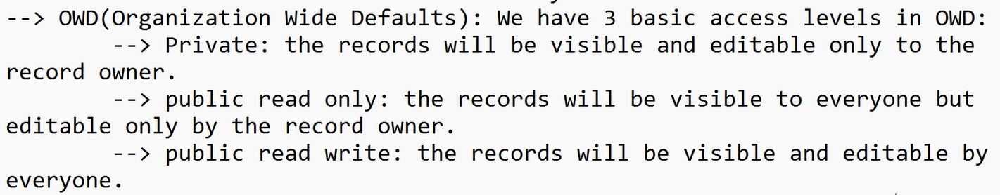 --> OWD(Organization Wide Defaults): We have 3 basic access levels in OWD:
--> Private: the records will be visible and editable only to the
record owner.
--> public read only: the records will be visible to everyone but
editable only by the record owner.
--> public read write: the records will be visible and editable by
everyone.